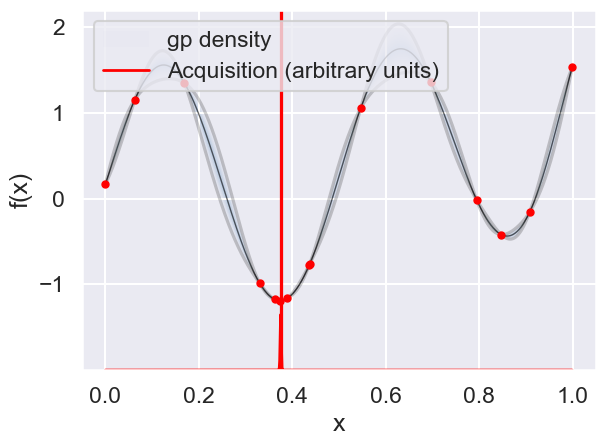 gp density
Acquisition (arbitrary units)
f(x)
2
1
0
−1
0.0 0.2 0.4 0.6 0.8 1.0
x